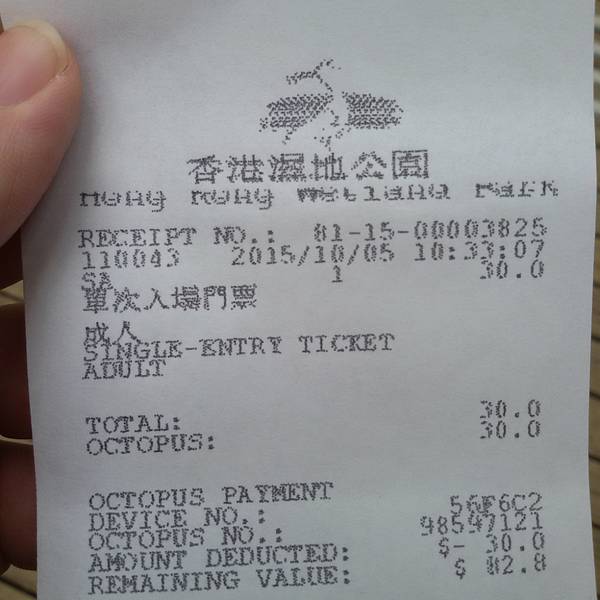 香港濕地公園
Hong Kong Wetland Park
RECEIPT NO.: 81-15-00003825
110043 2015/10/05 10:33:07
SA 1 30.0
單次入場門票
成人
SINGLE-ENTRY TICKET
ADULT
TOTAL: 30.0
OCTOPUS: 30.0
OCTOPUS PAYMENT
DEVICE NO.: 56F6C2
OCTOPUS NO.: 98597121
AMOUNT DEDUCTED: $- 30.0
REMAINING VALUE: $ 82.8